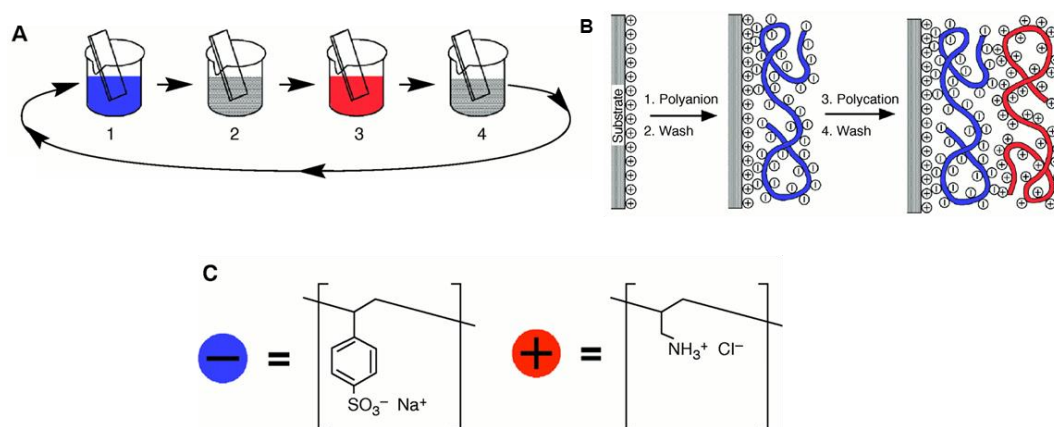 A
1 2 3 4
B
Substrate
1. Polyanion
2. Wash
3. Polycation
4. Wash
C
− =
SO₃⁻ Na⁺
+ =
NH₃⁺ Cl⁻